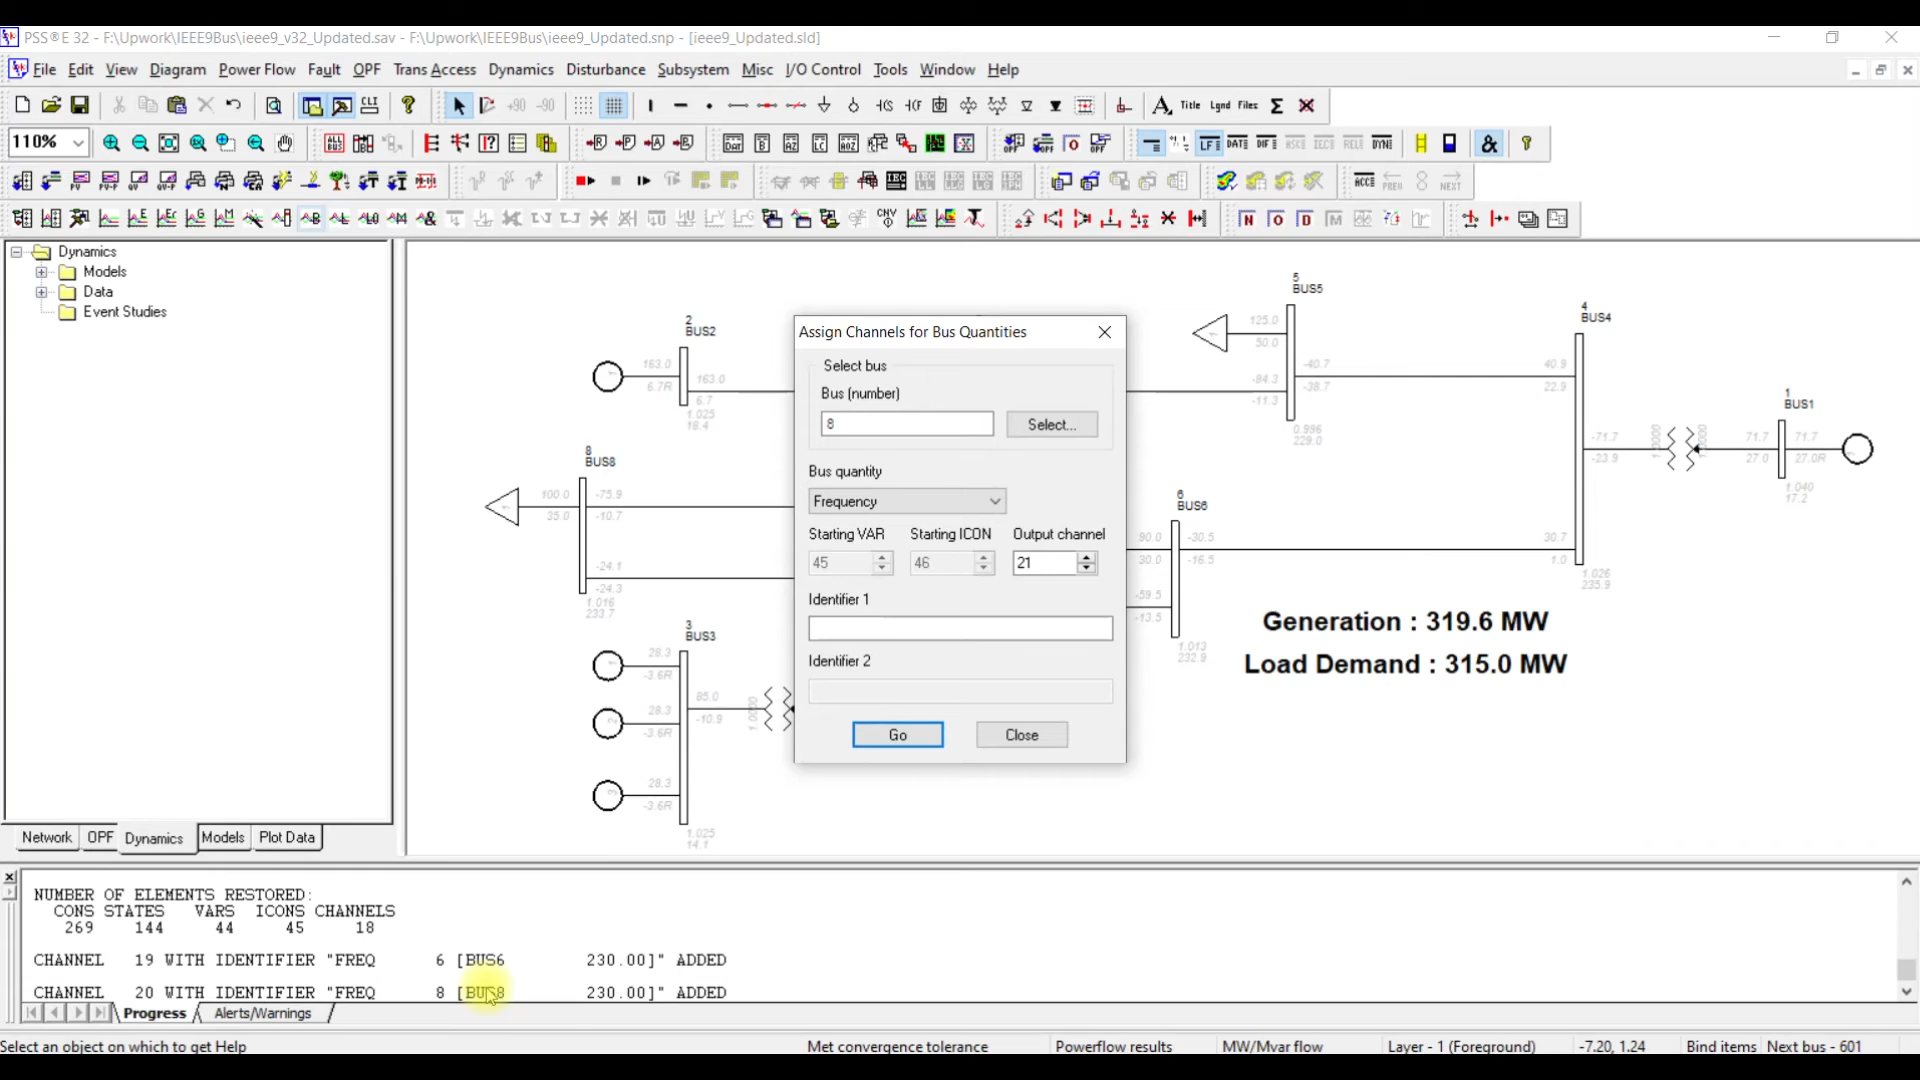 PSS®E 32 - F:\Upwork\IEEE9Bus\ieee9_v32_Updated.sav - F:\Upwork\IEEE9Bus\ieee9_Updated.snp - [ieee9_Updated.sld]
File Edit View Diagram Power Flow Fault OPF Trans Access Dynamics Disturbance Subsystem Misc I/O Control Tools Window Help
+90 -90 Title Lgnd Files
110%
Dynamics
Models
Data
Event Studies
Network OPF Dynamics Models Plot Data
2
BUS2
163.0
6.7R
163.0
6.7
1.025
18.4
8
BUS8
100.0
35.0
-75.9
-10.7
-24.1
-24.3
1.016
233.7
3
BUS3
28.3
-3.6R
28.3
-3.6R
28.3
-3.6R
85.0
-10.9
1.025
14.1
Assign Channels for Bus Quantities
Select bus
Bus (number)
8
Select...
Bus quantity
Frequency
Starting VAR Starting ICON Output channel
45 46 21
Identifier 1
Identifier 2
Go Close
5
BUS5
125.0
50.0
-84.3
-11.3
-40.7
-38.7
0.996
229.0
6
BUS6
90.0
30.0
-30.5
-16.5
-59.5
-13.5
1.013
232.9
4
BUS4
40.9
22.9
-71.7
-23.9
30.7
1.0
1.026
235.9
1
BUS1
71.7
27.0
71.7
27.0R
1.040
17.2
Generation : 319.6 MW
Load Demand : 315.0 MW
NUMBER OF ELEMENTS RESTORED:
CONS STATES VARS ICONS CHANNELS
269 144 44 45 18
CHANNEL 19 WITH IDENTIFIER "FREQ 6 [BUS6 230.00]" ADDED
CHANNEL 20 WITH IDENTIFIER "FREQ 8 [BUS8 230.00]" ADDED
Progress Alerts/Warnings
Select an object on which to get Help Met convergence tolerance Powerflow results MW/Mvar flow Layer - 1 (Foreground) -7.20, 1.24 Bind items Next bus - 601